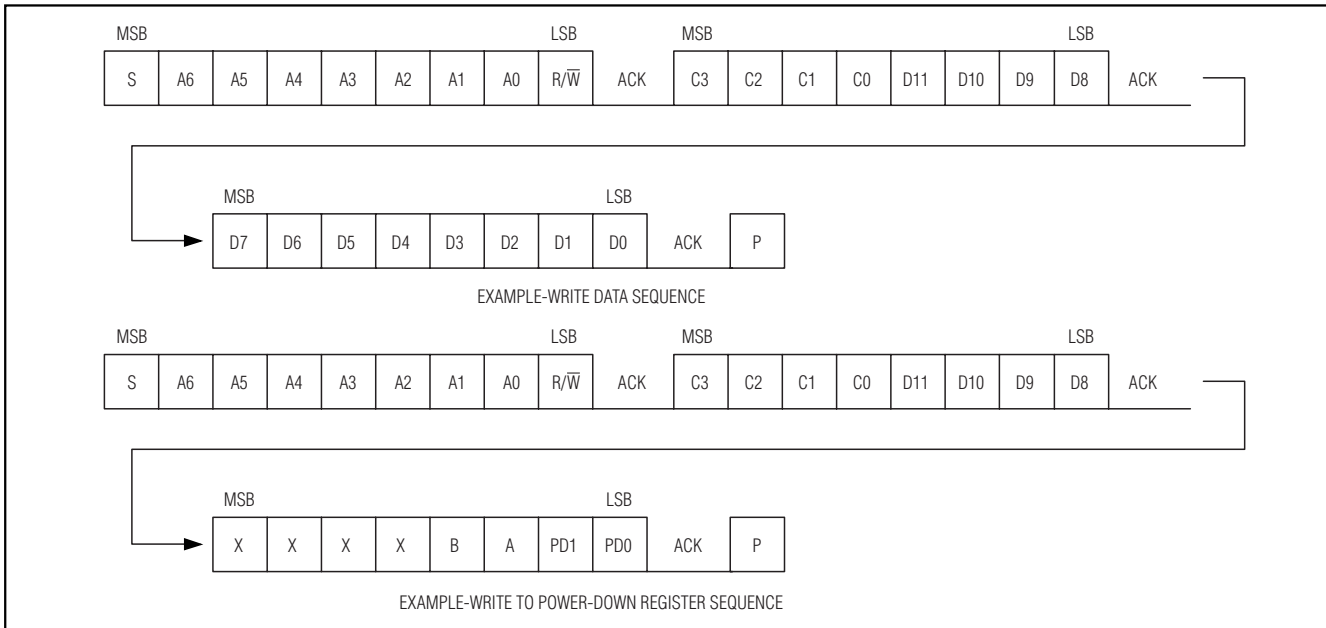 MSB LSB MSB LSB
S A6 A5 A4 A3 A2 A1 A0 R/W̅ ACK C3 C2 C1 C0 D11 D10 D9 D8 ACK
MSB LSB
D7 D6 D5 D4 D3 D2 D1 D0 ACK P
EXAMPLE-WRITE DATA SEQUENCE
MSB LSB MSB LSB
S A6 A5 A4 A3 A2 A1 A0 R/W̅ ACK C3 C2 C1 C0 D11 D10 D9 D8 ACK
MSB LSB
X X X X B A PD1 PD0 ACK P
EXAMPLE-WRITE TO POWER-DOWN REGISTER SEQUENCE